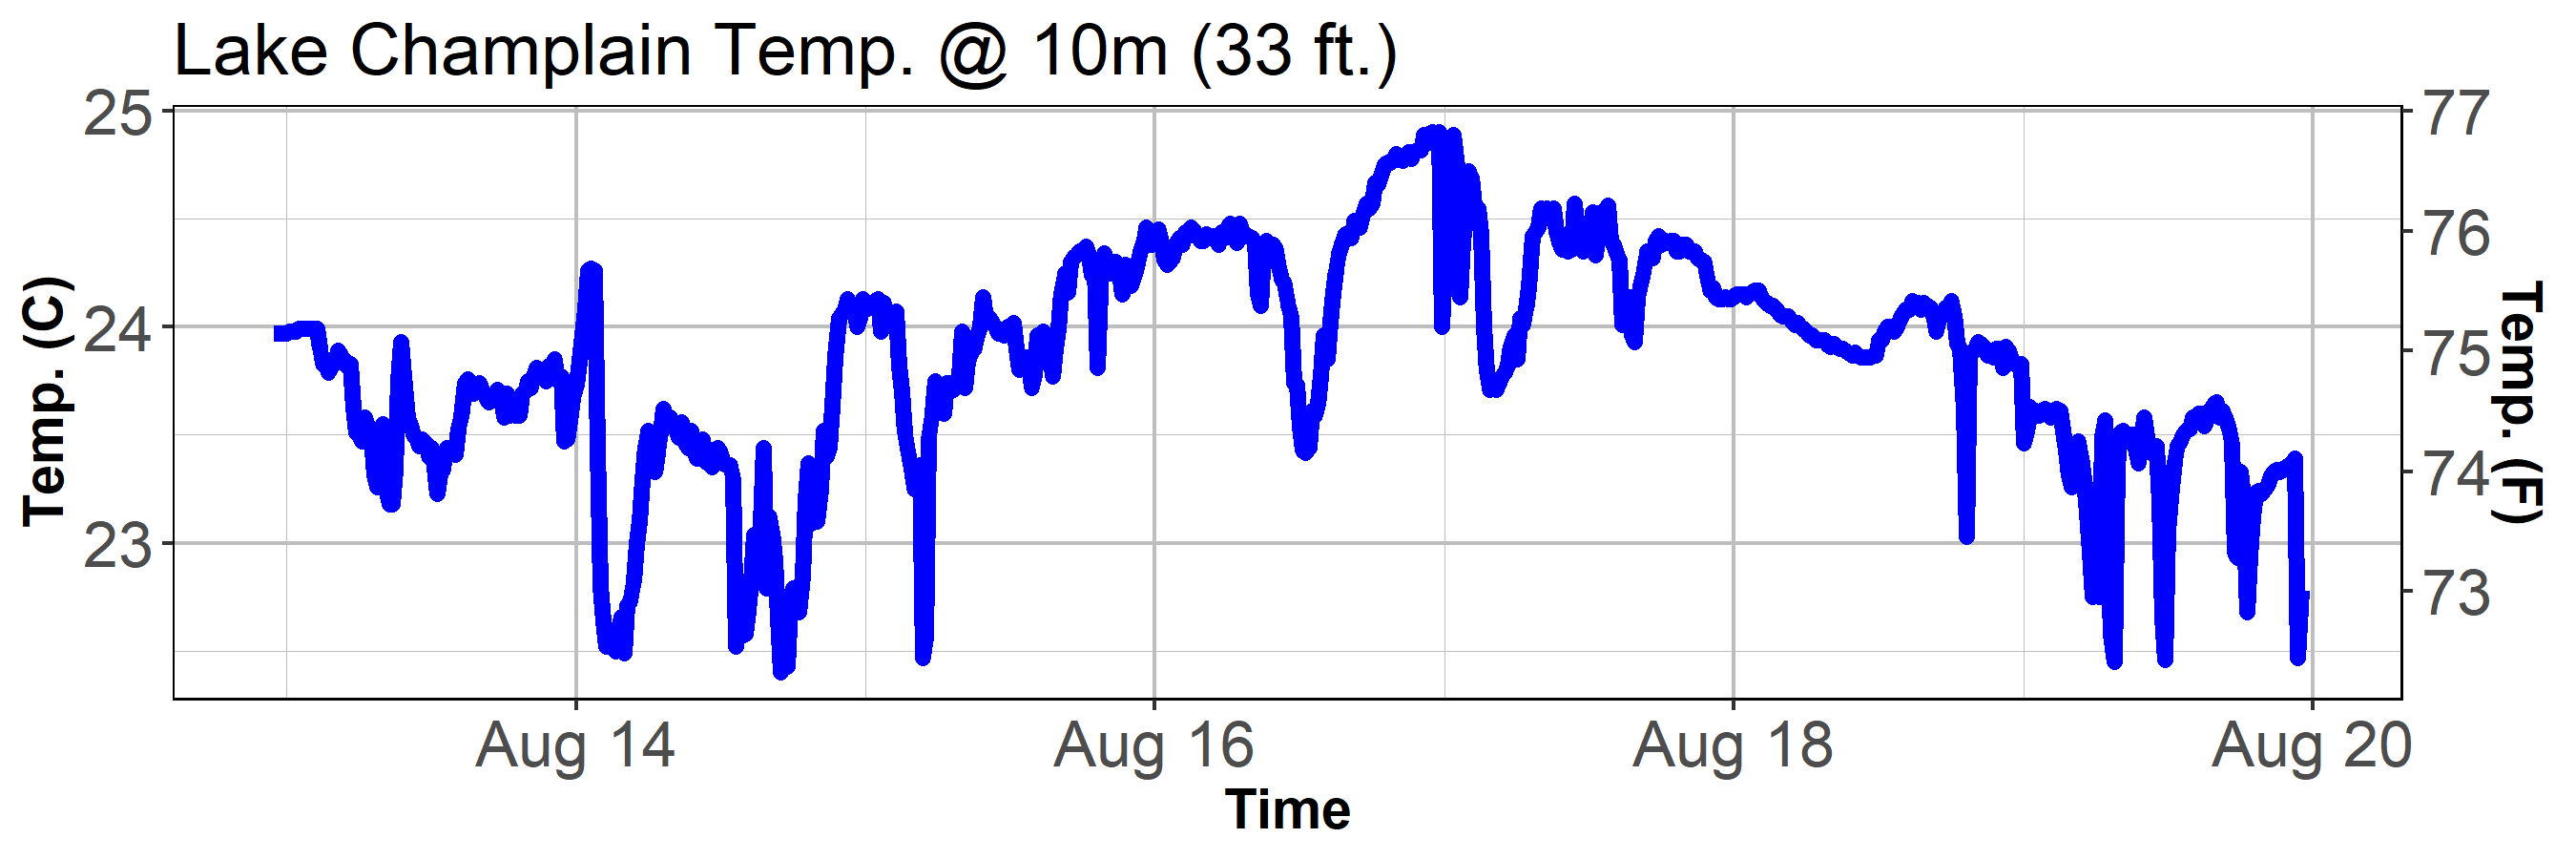 Lake Champlain Temp. @ 10m (33 ft.)
25
24
23
Temp. (C)
77
76
75
74
73
Temp. (F)
Aug 14
Aug 16
Aug 18
Aug 20
Time